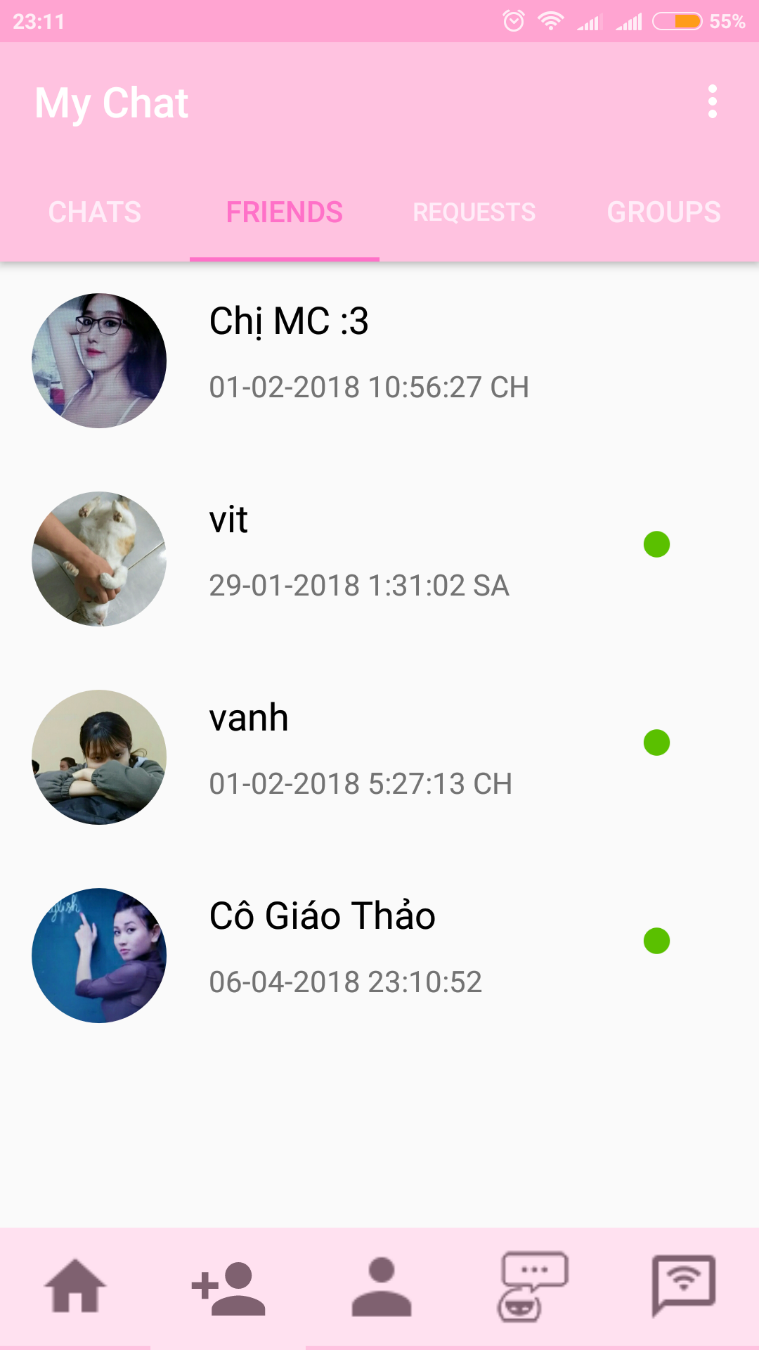 23:11
55%
My Chat
CHATS FRIENDS REQUESTS GROUPS
Chị MC :3
01-02-2018 10:56:27 CH
vit
29-01-2018 1:31:02 SA
vanh
01-02-2018 5:27:13 CH
Cô Giáo Thảo
06-04-2018 23:10:52